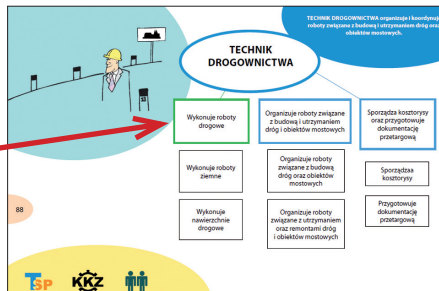 TECHNIK DROGOWNICTWA organizuje i koordynuje
roboty związane z budową i utrzymaniem dróg oraz
obiektów mostowych.
TECHNIK
DROGOWNICTWA
Wykonuje roboty
drogowe
Organizuje roboty związane
z budową i utrzymaniem
dróg i obiektów mostowych
Sporządza kosztorysy
oraz przygotowuje
dokumentację
przetargową
Wykonuje roboty
ziemne
Organizuje roboty
związane z budową
dróg oraz obiektów
mostowych
Sporządzaa
kosztorysy
Wykonuje
nawierzchnie
drogowe
Organizuje roboty
związane z utrzymaniem
oraz remontami dróg
i obiektów mostowych
Przygotowuje
dokumentację
przetargową
88
TSP KKZ